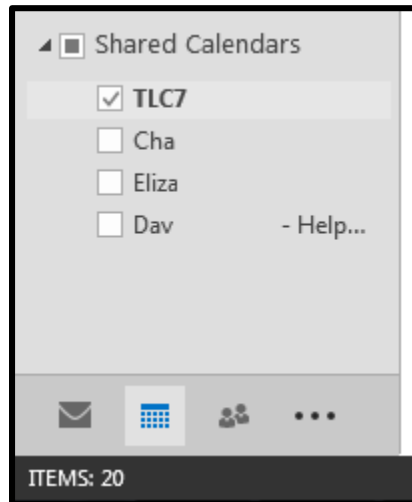 Shared Calendars
TLC7
Cha
Eliza
Dav - Help...
ITEMS: 20